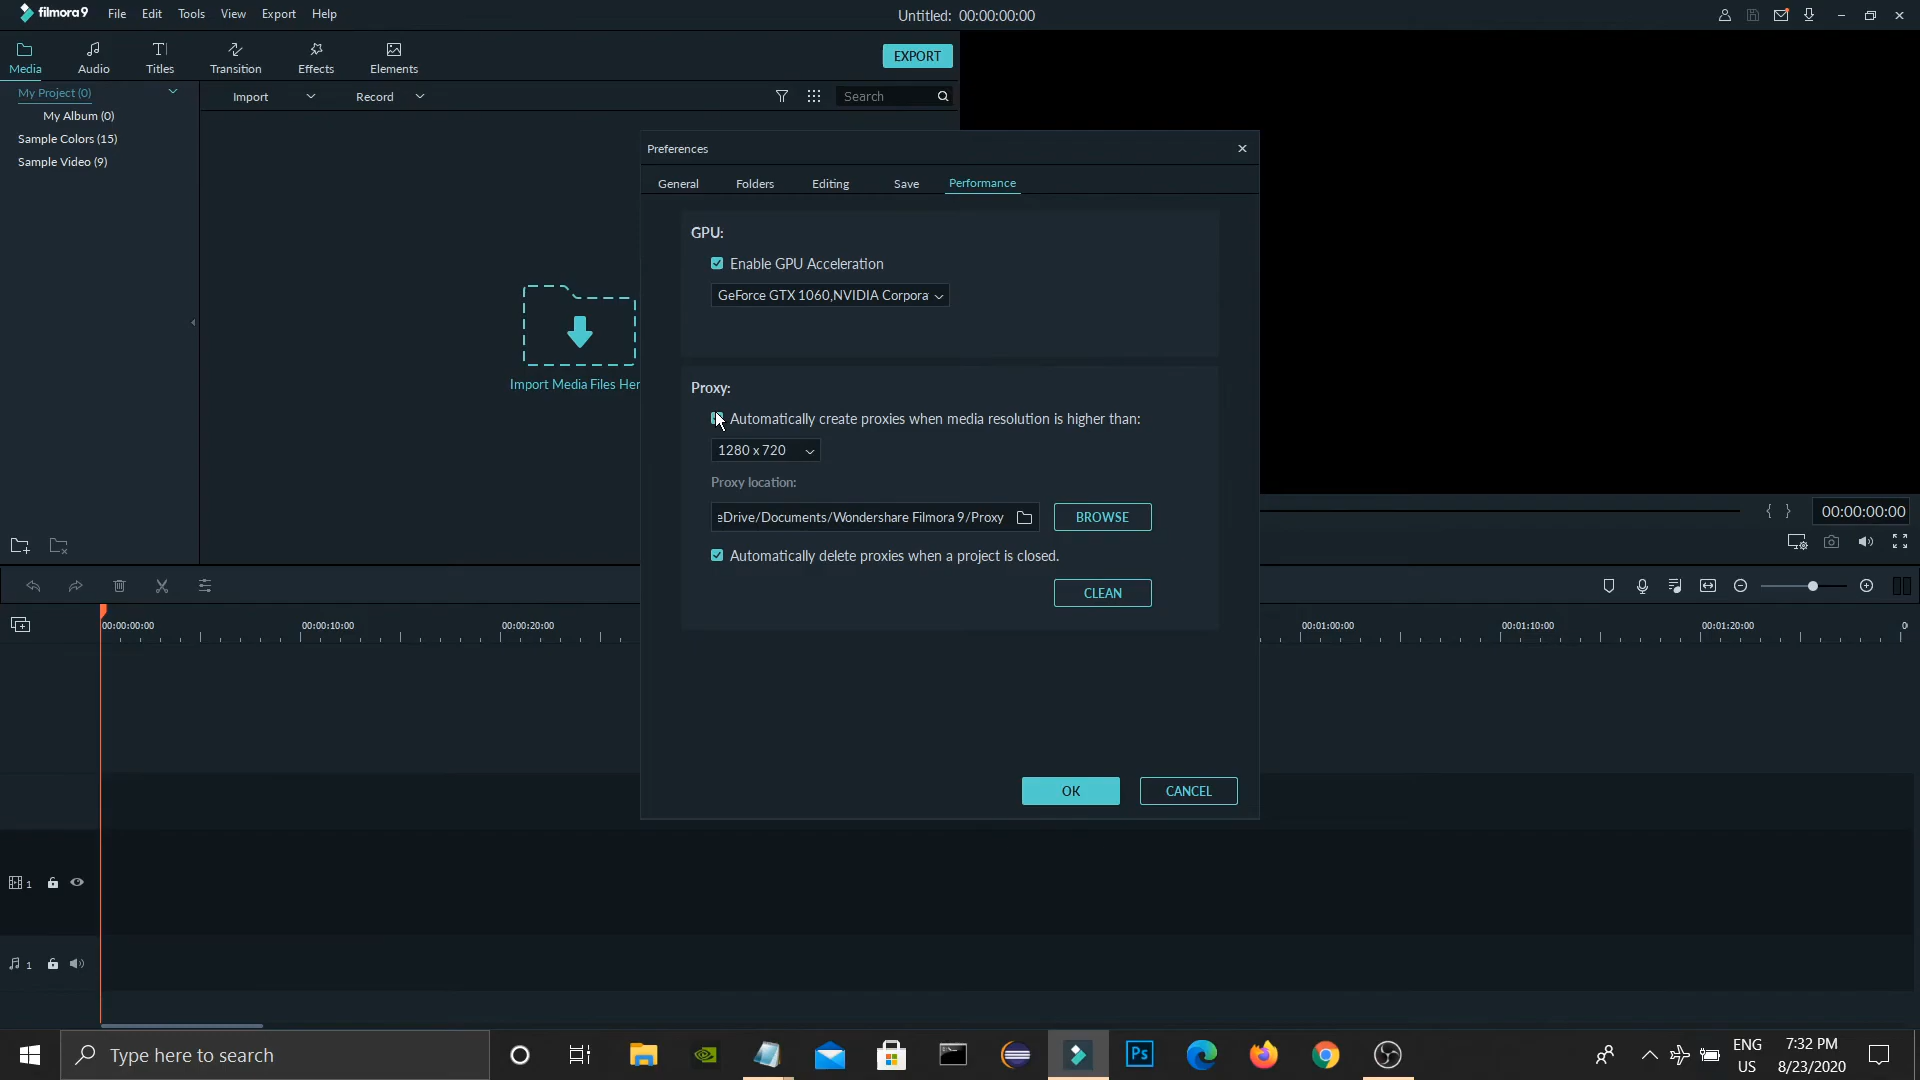 filmora9 File Edit Tools View Export Help
Untitled: 00:00:00:00
Media Audio Titles Transition Effects Elements
EXPORT
My Project (0)
My Album (0)
Sample Colors (15)
Sample Video (9)
Import Record Search
Import Media Files Her
Preferences
General Folders Editing Save Performance
GPU:
Enable GPU Acceleration
GeForce GTX 1060,NVIDIA Corpora
Proxy:
Automatically create proxies when media resolution is higher than:
1280 x 720
Proxy location:
eDrive/Documents/Wondershare Filmora 9/Proxy
BROWSE
Automatically delete proxies when a project is closed.
CLEAN
OK
CANCEL
{ } 00:00:00:00
00:00:00:00 00:00:10:00 00:00:20:00 00:01:00:00 00:01:10:00 00:01:20:00 0
1
1
Type here to search
Ps
ENG
US
7:32 PM
8/23/2020